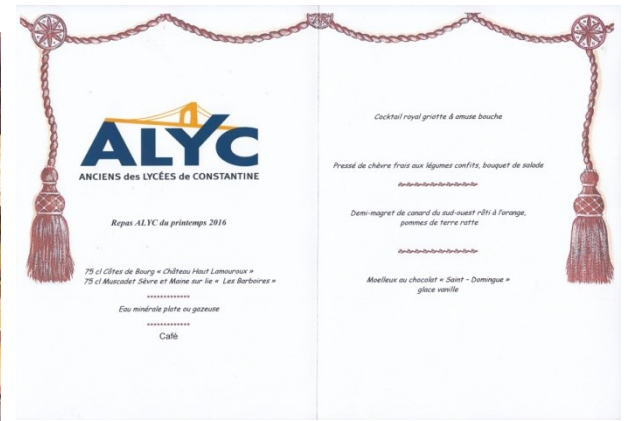 ALYC
ANCIENS des LYCÉES de CONSTANTINE
Repas ALYC du printemps 2016
75 cl Côtes de Bourg « Château Haut Lamouroux »
75 cl Muscadet Sèvre et Maine sur lie « Les Barboires »
*************
Eau minérale plate ou gazeuse
*************
Café
Cocktail royal griotte & amuse bouche
Pressé de chèvre frais aux légumes confits, bouquet de salade
Demi-magret de canard du sud-ouest rôti à l'orange,
pommes de terre ratte
Moelleux au chocolat « Saint – Domingue »
glace vanille